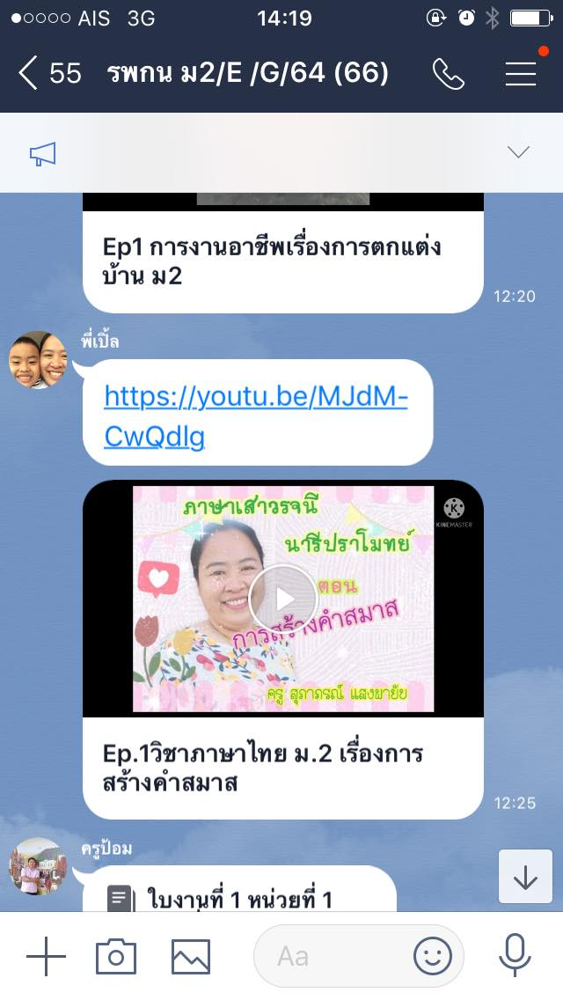 AIS 3G 14:19
55 รพกน ม2/E /G/64 (66)
Ep1 การงานอาชีพเรื่องการตกแต่ง
บ้าน ม2
12:20
พี่เปิ้ล
https://youtu.be/MJdM-
CwQdlg
ภาษาเสาวรจนี
K
KINEMASTER
นารีปราโมทย์
ตอน
การสร้างคำสมาส
ครู สุภาภรณ์ แสงพายับ
Ep.1วิชาภาษาไทย ม.2 เรื่องการ
สร้างคำสมาส
12:25
ครูป้อม
ใบงานที่ 1 หน่วยที่ 1
Aa